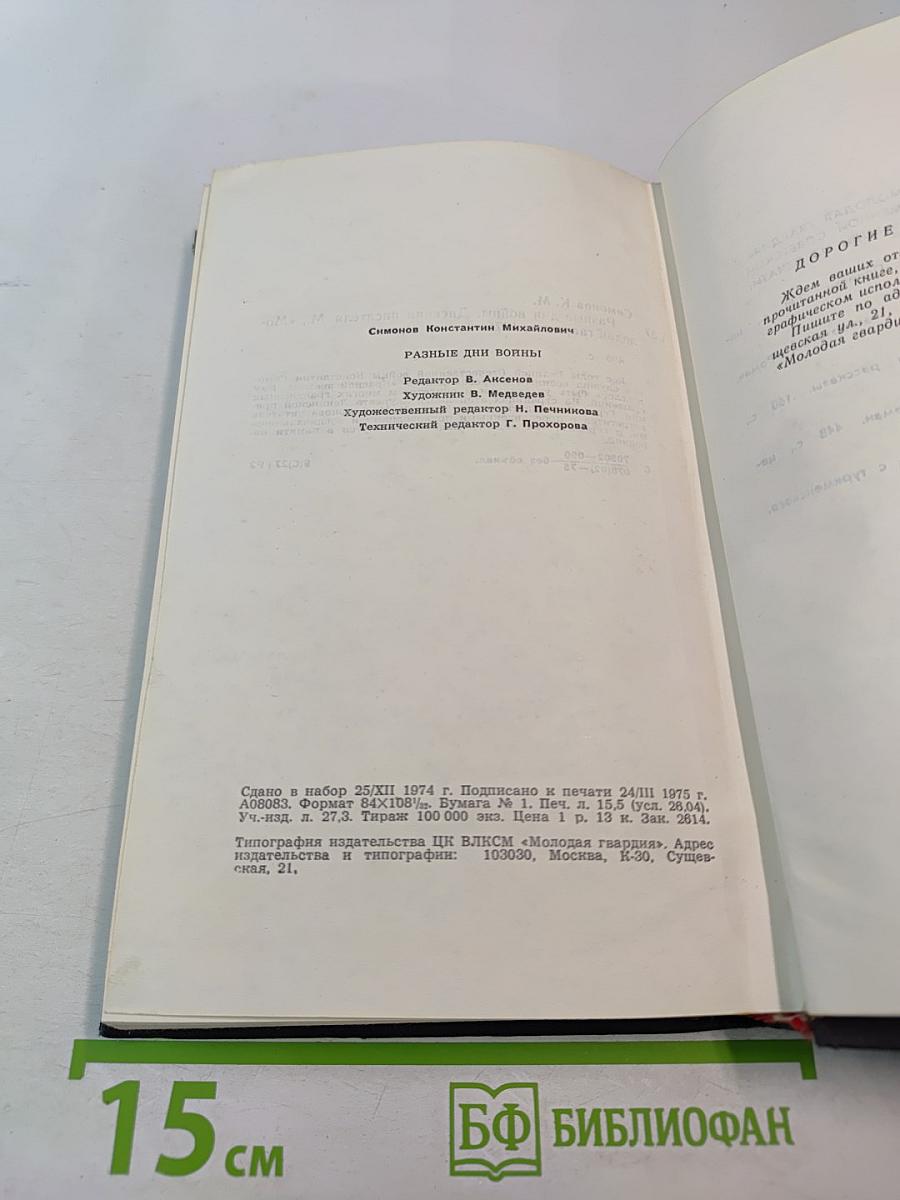 Симонов Константин Михайлович
РАЗНЫЕ ДНИ ВОЙНЫ
Редактор В. Аксенов
Художник В. Медведев
Художественный редактор Н. Печникова
Технический редактор Г. Прохорова
Сдано в набор 25/XII 1974 г. Подписано к печати 24/III 1975 г.
А08083. Формат 84×108¹/₃₂. Бумага № 1. Печ. л. 15,5 (усл. 26,04).
Уч.-изд. л. 27,3. Тираж 100 000 экз. Цена 1 р. 13 к. Зак. 2614.
Типография издательства ЦК ВЛКСМ «Молодая гвардия». Адрес
издательства и типографии: 103030, Москва, К-30, Сущев-
ская, 21.
ДОРОГИЕ
Ждем ваших от
прочитанной книге,
графическом испол
Пишите по ад
щевская ул., 21,
«Молодая гварди
15 см
БФ БИБЛИОФАН